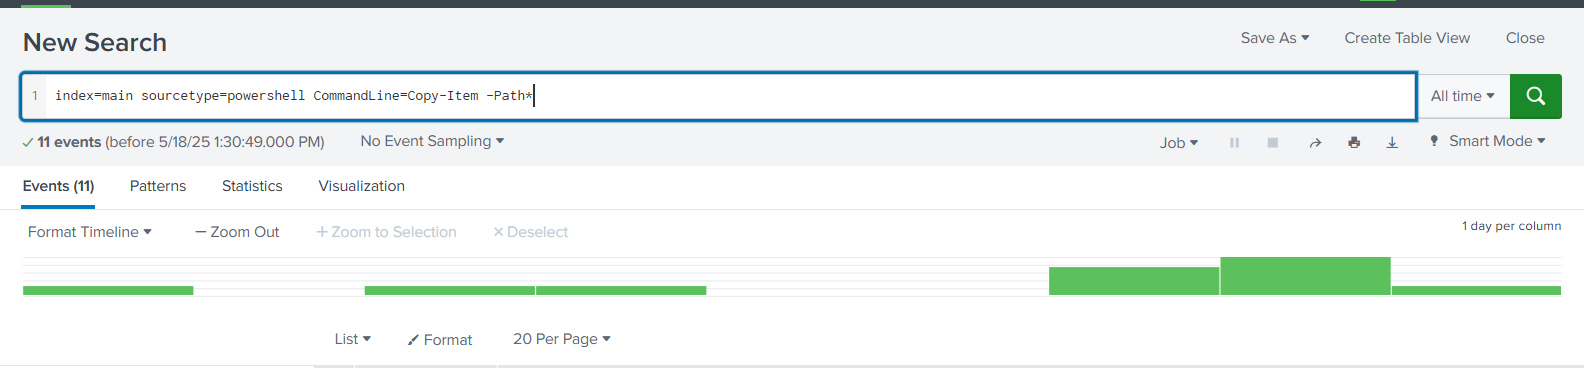 New Search
Save As
Create Table View
Close
1
index=main sourcetype=powershell CommandLine=Copy-Item -Path*
All time
11 events (before 5/18/25 1:30:49.000 PM)
No Event Sampling
Job
Smart Mode
Events (11)
Patterns
Statistics
Visualization
Format Timeline
— Zoom Out
+ Zoom to Selection
× Deselect
1 day per column
List
Format
20 Per Page